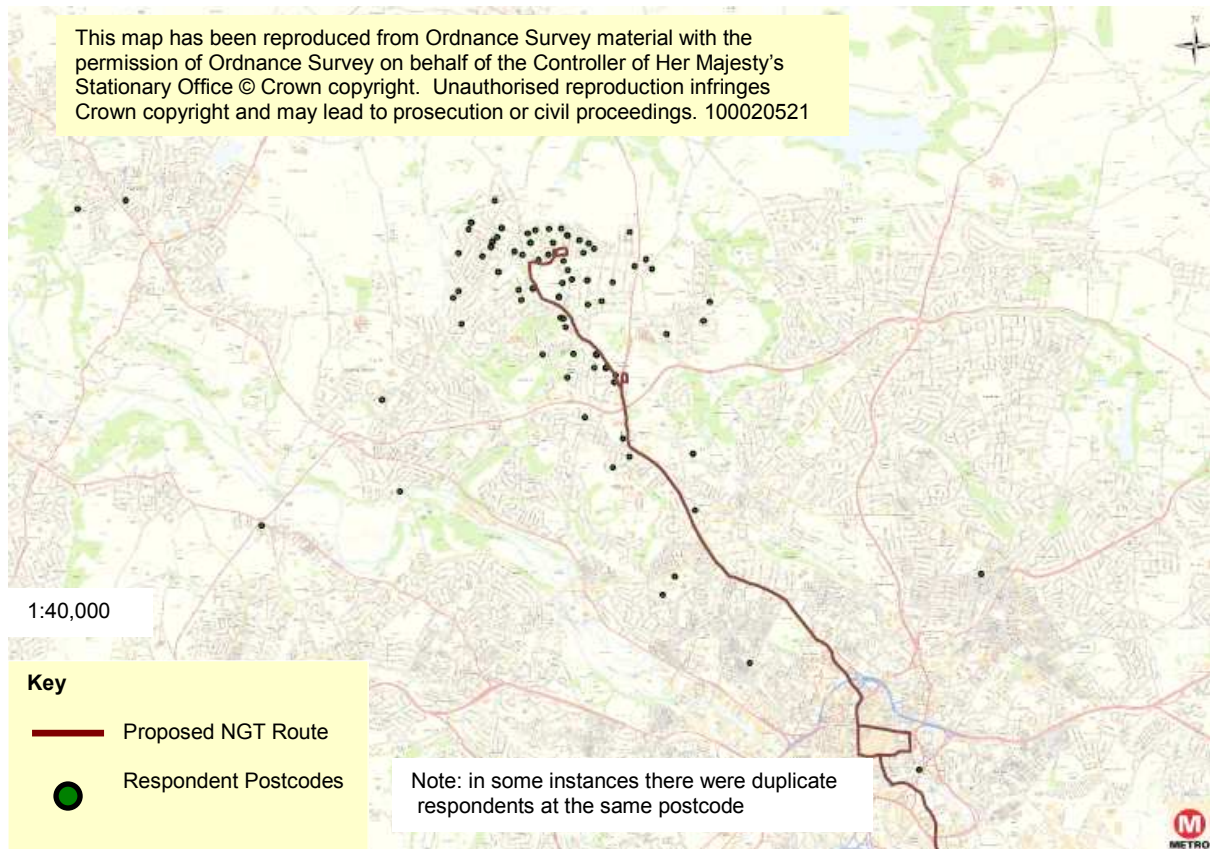 This map has been reproduced from Ordnance Survey material with the
permission of Ordnance Survey on behalf of the Controller of Her Majesty's
Stationary Office © Crown copyright.  Unauthorised reproduction infringes
Crown copyright and may lead to prosecution or civil proceedings. 100020521
N
1:40,000
Key
Proposed NGT Route
Respondent Postcodes
Note: in some instances there were duplicate
respondents at the same postcode
M
METRO